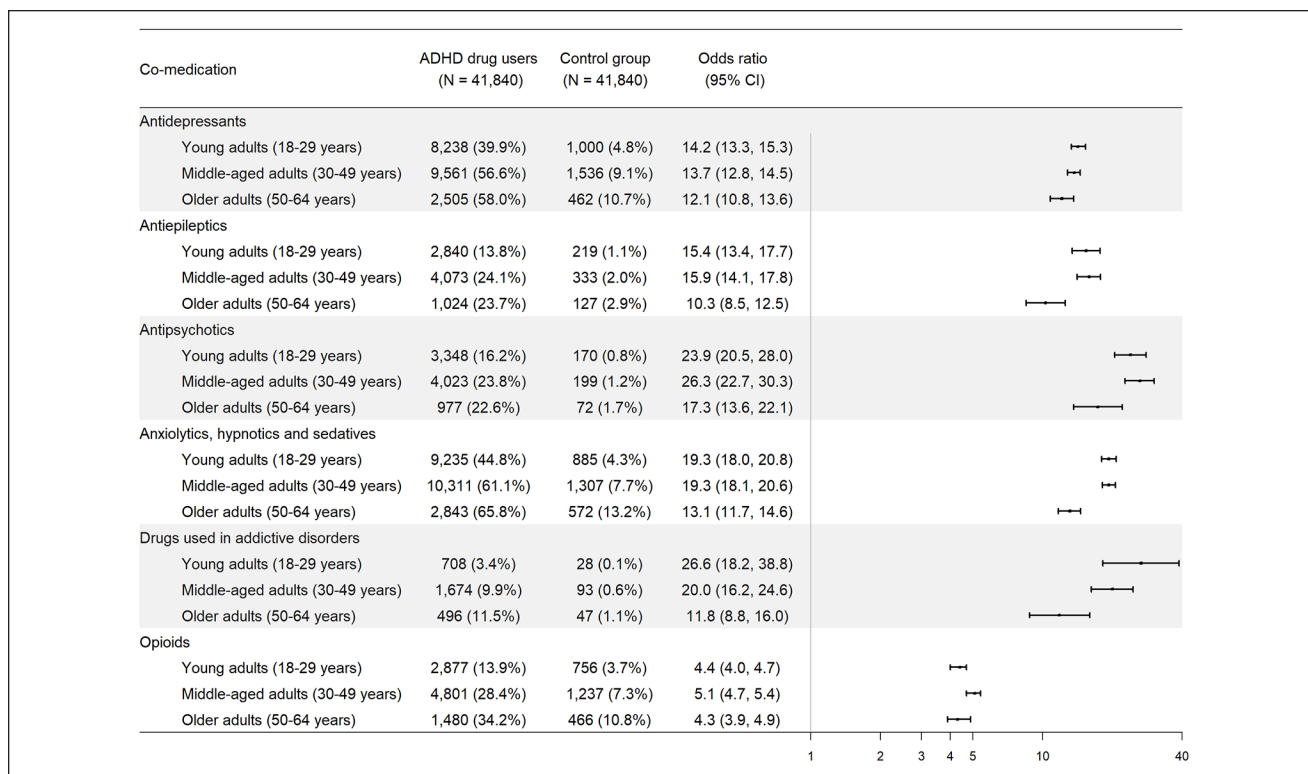 Co-medication ADHD drug users (N = 41,840) Control group (N = 41,840) Odds ratio (95% CI)
Antidepressants
Young adults (18-29 years) 8,238 (39.9%) 1,000 (4.8%) 14.2 (13.3, 15.3)
Middle-aged adults (30-49 years) 9,561 (56.6%) 1,536 (9.1%) 13.7 (12.8, 14.5)
Older adults (50-64 years) 2,505 (58.0%) 462 (10.7%) 12.1 (10.8, 13.6)
Antiepileptics
Young adults (18-29 years) 2,840 (13.8%) 219 (1.1%) 15.4 (13.4, 17.7)
Middle-aged adults (30-49 years) 4,073 (24.1%) 333 (2.0%) 15.9 (14.1, 17.8)
Older adults (50-64 years) 1,024 (23.7%) 127 (2.9%) 10.3 (8.5, 12.5)
Antipsychotics
Young adults (18-29 years) 3,348 (16.2%) 170 (0.8%) 23.9 (20.5, 28.0)
Middle-aged adults (30-49 years) 4,023 (23.8%) 199 (1.2%) 26.3 (22.7, 30.3)
Older adults (50-64 years) 977 (22.6%) 72 (1.7%) 17.3 (13.6, 22.1)
Anxiolytics, hypnotics and sedatives
Young adults (18-29 years) 9,235 (44.8%) 885 (4.3%) 19.3 (18.0, 20.8)
Middle-aged adults (30-49 years) 10,311 (61.1%) 1,307 (7.7%) 19.3 (18.1, 20.6)
Older adults (50-64 years) 2,843 (65.8%) 572 (13.2%) 13.1 (11.7, 14.6)
Drugs used in addictive disorders
Young adults (18-29 years) 708 (3.4%) 28 (0.1%) 26.6 (18.2, 38.8)
Middle-aged adults (30-49 years) 1,674 (9.9%) 93 (0.6%) 20.0 (16.2, 24.6)
Older adults (50-64 years) 496 (11.5%) 47 (1.1%) 11.8 (8.8, 16.0)
Opioids
Young adults (18-29 years) 2,877 (13.9%) 756 (3.7%) 4.4 (4.0, 4.7)
Middle-aged adults (30-49 years) 4,801 (28.4%) 1,237 (7.3%) 5.1 (4.7, 5.4)
Older adults (50-64 years) 1,480 (34.2%) 466 (10.8%) 4.3 (3.9, 4.9)
1 2 3 4 5 10 40